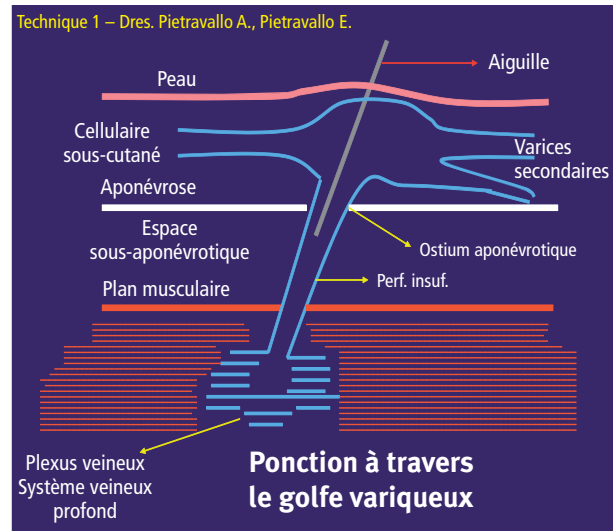 Technique 1 – Dres. Pietravallo A., Pietravallo E.
Aiguille
Peau
Cellulaire
sous-cutané
Varices
secondaires
Aponévrose
Espace
sous-aponévrotique
Ostium aponévrotique
Perf. insuf.
Plan musculaire
Plexus veineux
Système veineux
profond
Ponction à travers
le golfe variqueux